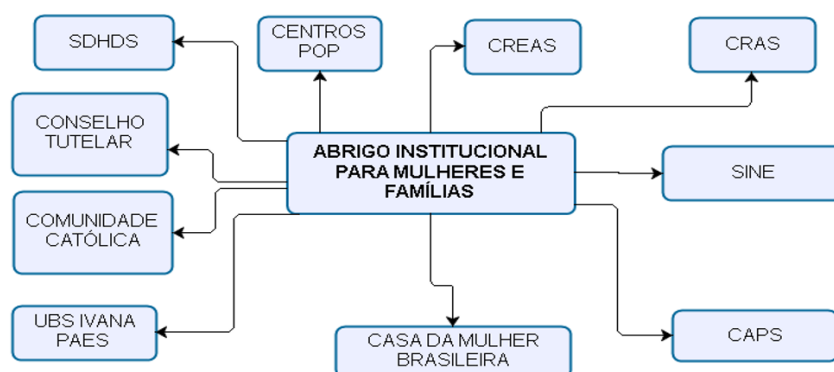 SDHDS
CENTROS
POP
CREAS
CRAS
CONSELHO
TUTELAR
ABRIGO INSTITUCIONAL
PARA MULHERES E
FAMÍLIAS
SINE
COMUNIDADE
CATÓLICA
UBS IVANA
PAES
CASA DA MULHER
BRASILEIRA
CAPS